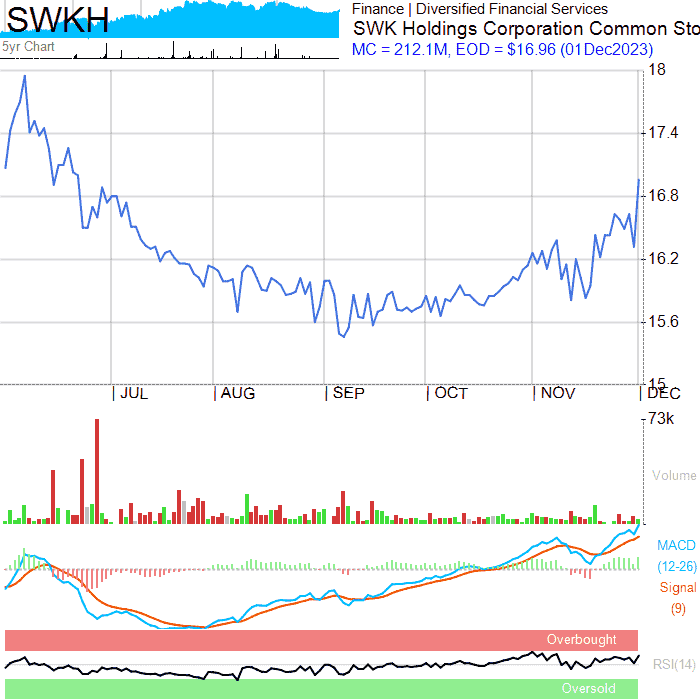 SWKH
5yr Chart
Finance | Diversified Financial Services
SWK Holdings Corporation Common Sto
MC = 212.1M, EOD = $16.96 (01Dec2023)
18
17.4
16.8
16.2
15.6
15
JUL AUG SEP OCT NOV DEC
73k
Volume
MACD
(12-26)
Signal
(9)
Overbought
RSI(14)
Oversold